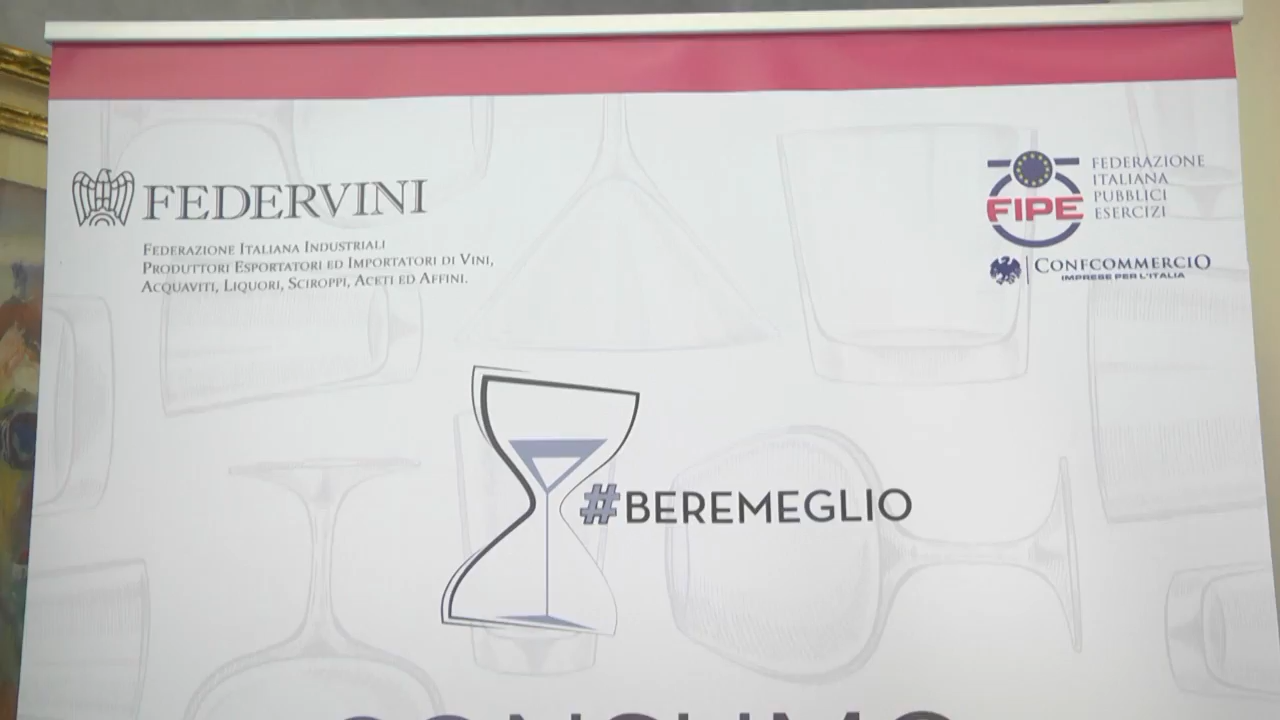 FEDERVINI
Federazione Italiana Industriali
Produttori Esportatori ed Importatori di Vini,
Acquaviti, Liquori, Sciroppi, Aceti ed Affini.
FEDERAZIONE
ITALIANA
PUBBLICI
ESERCIZI
FIPE
CONFCOMMERCIO
IMPRESE PER L'ITALIA
#BEREMEGLIO
CONSUMO